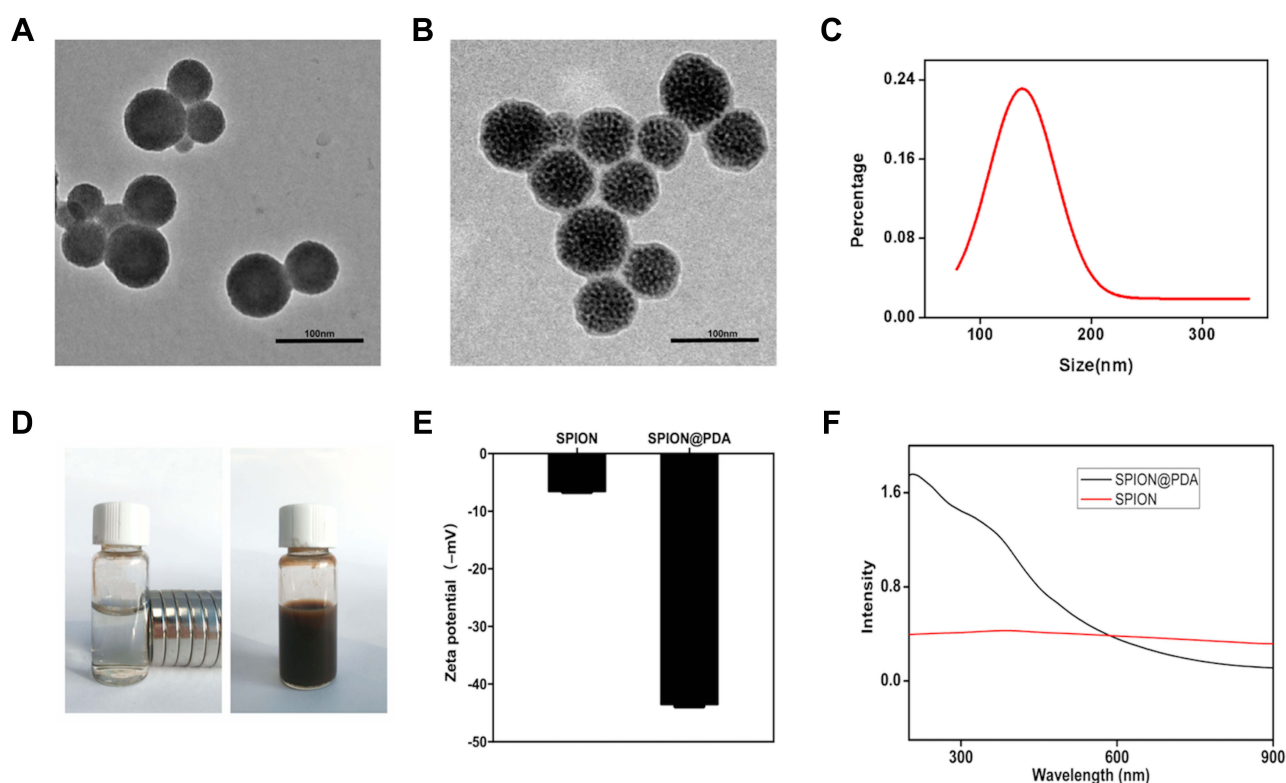 A
100nm
B
100nm
C
0.24
0.16
0.08
0.00
100
200
300
Percentage
Size(nm)
D
E
SPION
SPION@PDA
0
-10
-20
-30
-40
-50
Zeta potential (−mV)
F
SPION@PDA
SPION
1.6
0.8
0.0
300
600
900
Intensity
Wavelength (nm)